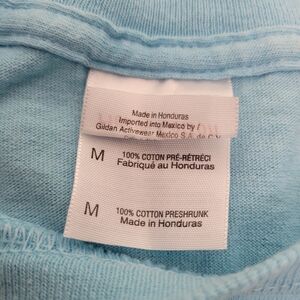 Made in Honduras
Imported into Mexico by /
Gildan Activewear Mexico S.A. de C.V.
M 100% COTON PRÉ-RÉTRÉCI
Fabriqué au Honduras
M 100% COTTON PRESHRUNK
Made in Honduras